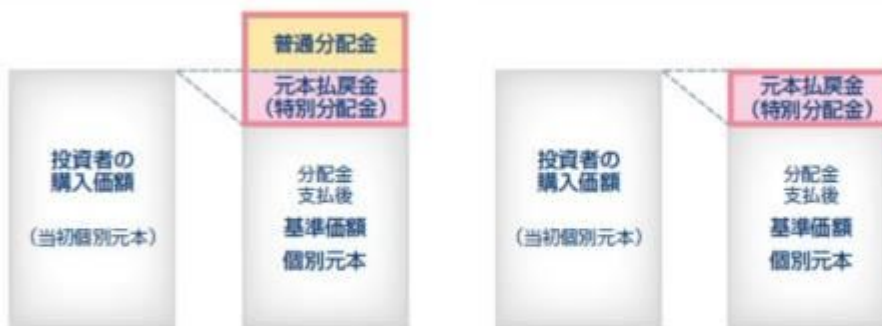 普通分配金
元本払戻金
（特別分配金）
投資者の
購入価額
（当初個別元本）
分配金
支払後
基準価額
個別元本
元本払戻金
（特別分配金）
投資者の
購入価額
（当初個別元本）
分配金
支払後
基準価額
個別元本